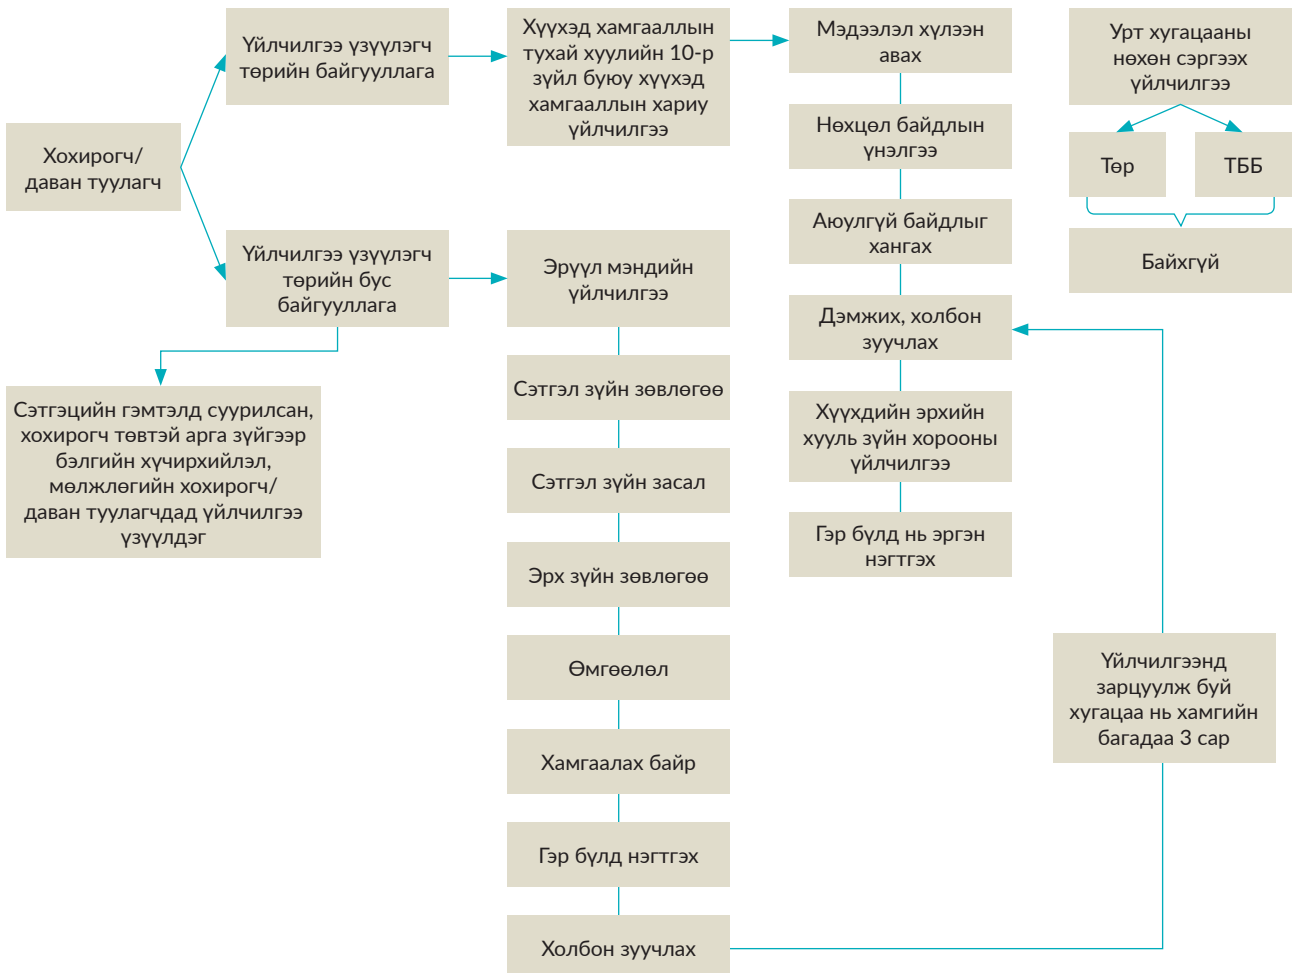 Хохирогч/
даван туулагч
Үйлчилгээ үзүүлэгч
төрийн байгууллага
Хүүхэд хамгааллын
тухай хуулийн 10-р
зүйл буюу хүүхэд
хамгааллын хариу
үйлчилгээ
Үйлчилгээ үзүүлэгч
төрийн бус
байгууллага
Сэтгэцийн гэмтэлд суурилсан,
хохирогч төвтэй арга зүйгээр
бэлгийн хүчирхийлэл,
мөлжлөгийн хохирогч/
даван туулагчдад үйлчилгээ
үзүүлдэг
Эрүүл мэндийн
үйлчилгээ
Сэтгэл зүйн зөвлөгөө
Сэтгэл зүйн засал
Эрх зүйн зөвлөгөө
Өмгөөлөл
Хамгаалах байр
Гэр бүлд нэгтгэх
Холбон зуучлах
Мэдээлэл хүлээн
авах
Нөхцөл байдлын
үнэлгээ
Аюулгүй байдлыг
хангах
Дэмжих, холбон
зуучлах
Хүүхдийн эрхийн
хууль зүйн хорооны
үйлчилгээ
Гэр бүлд нь эргэн
нэгтгэх
Үйлчилгээнд
зарцуулж буй
хугацаа нь хамгийн
багадаа 3 сар
Урт хугацааны
нөхөн сэргээх
үйлчилгээ
Төр
ТББ
Байхгүй